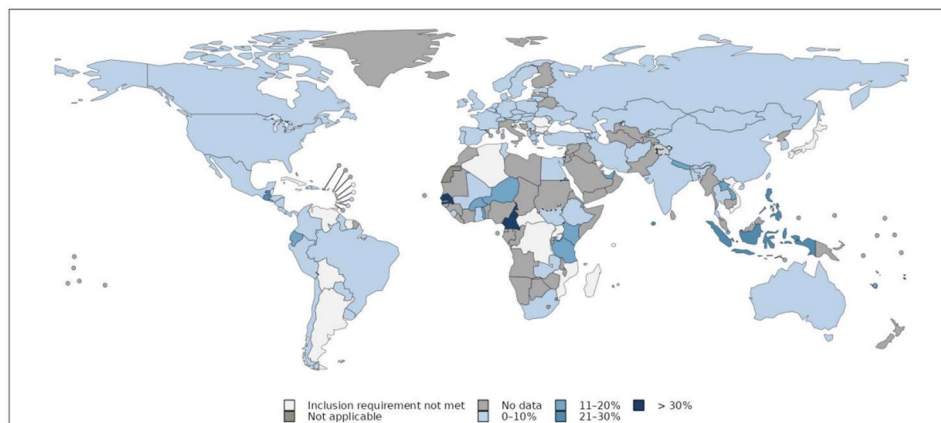 Inclusion requirement not met
Not applicable
No data
0–10%
11–20%
21–30%
> 30%